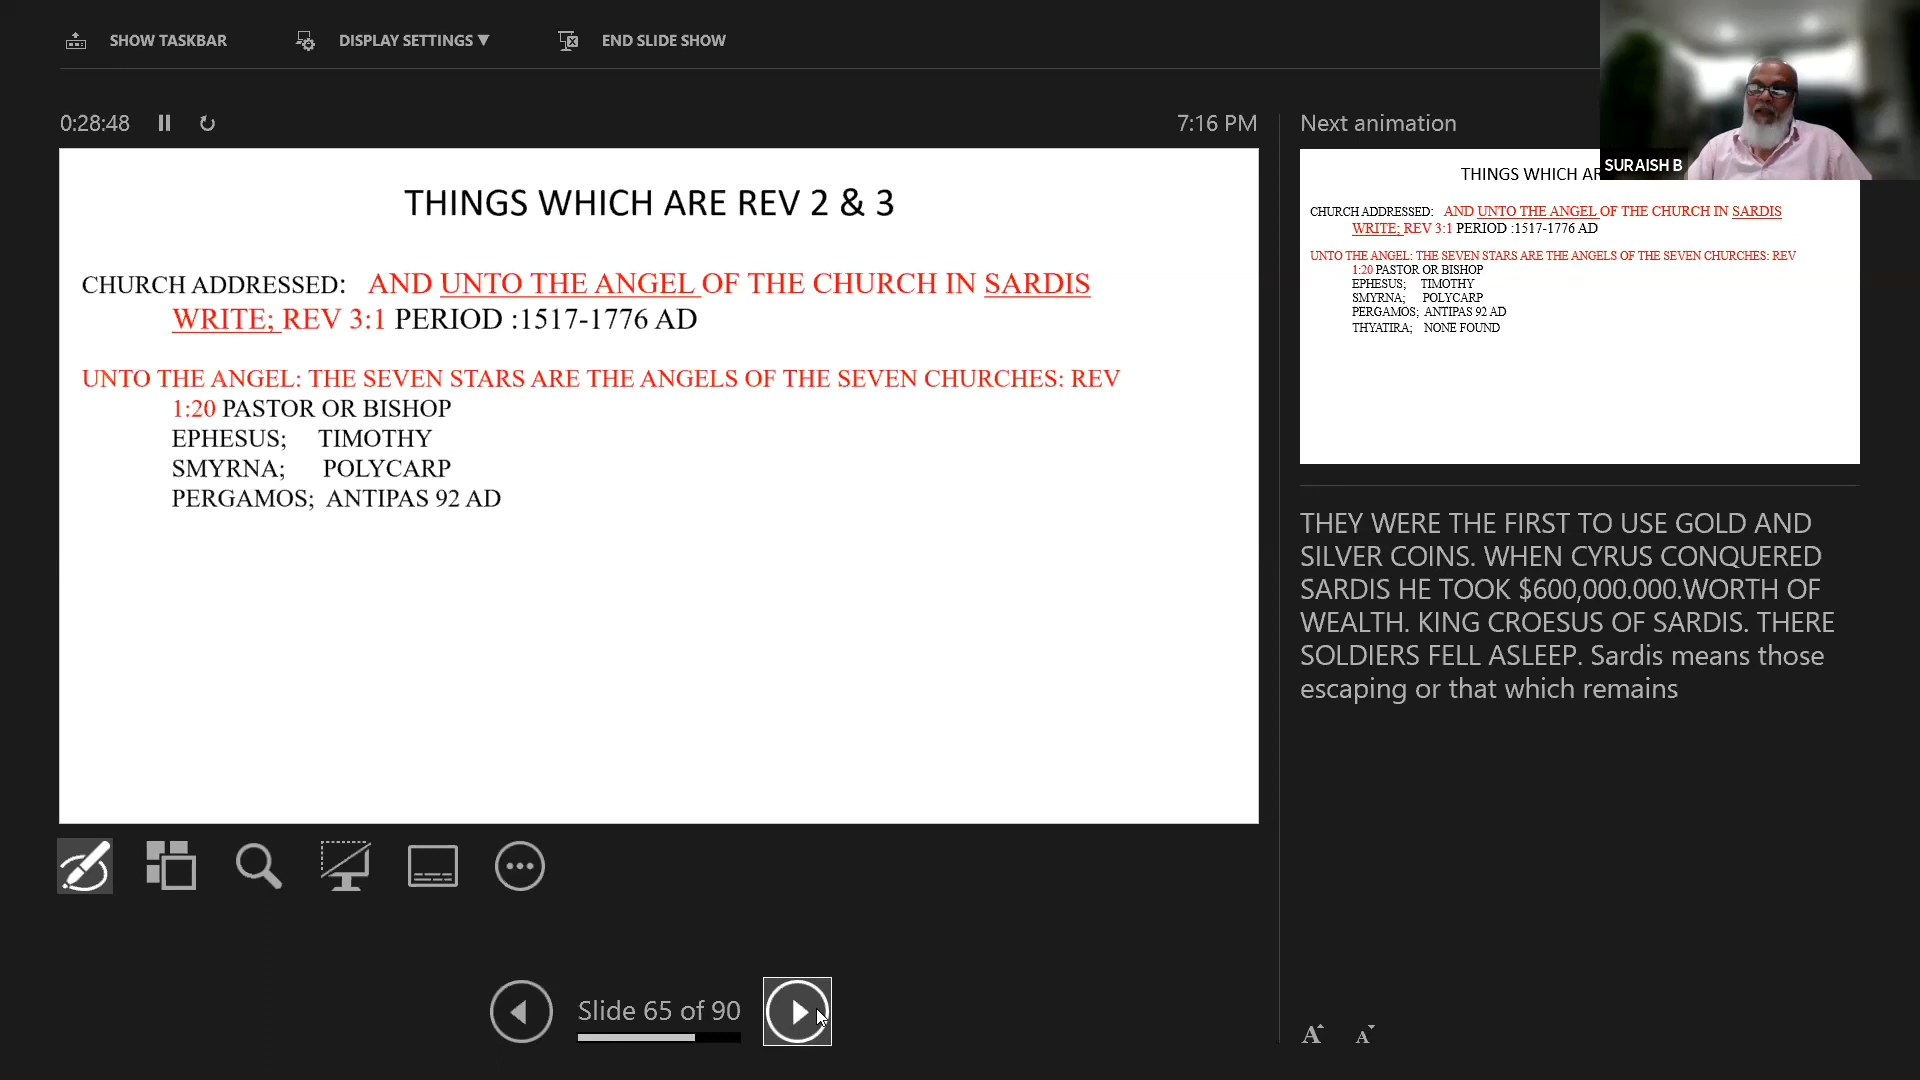 SHOW TASKBAR DISPLAY SETTINGS ▼ END SLIDE SHOW
0:28:48 7:16 PM
THINGS WHICH ARE REV 2 & 3
CHURCH ADDRESSED: AND UNTO THE ANGEL OF THE CHURCH IN SARDIS
WRITE; REV 3:1 PERIOD :1517-1776 AD
UNTO THE ANGEL: THE SEVEN STARS ARE THE ANGELS OF THE SEVEN CHURCHES: REV
1:20 PASTOR OR BISHOP
EPHESUS; TIMOTHY
SMYRNA; POLYCARP
PERGAMOS; ANTIPAS 92 AD
Slide 65 of 90
Next animation
SURAISH B
THINGS WHICH AR
CHURCH ADDRESSED: AND UNTO THE ANGEL OF THE CHURCH IN SARDIS
WRITE; REV 3:1 PERIOD :1517-1776 AD
UNTO THE ANGEL: THE SEVEN STARS ARE THE ANGELS OF THE SEVEN CHURCHES: REV
1:20 PASTOR OR BISHOP
EPHESUS; TIMOTHY
SMYRNA; POLYCARP
PERGAMOS; ANTIPAS 92 AD
THYATIRA; NONE FOUND
THEY WERE THE FIRST TO USE GOLD AND
SILVER COINS. WHEN CYRUS CONQUERED
SARDIS HE TOOK $600,000.000.WORTH OF
WEALTH. KING CROESUS OF SARDIS. THERE
SOLDIERS FELL ASLEEP. Sardis means those
escaping or that which remains
A A